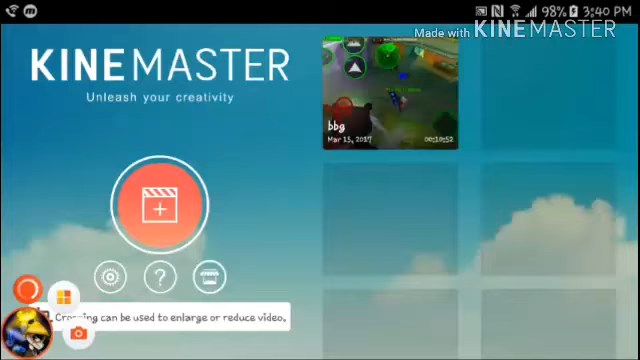 98% 3:40 PM
Made with KINEMASTER
KINEMASTER
Unleash your creativity
bbg
Mar 15, 2017 00:10:52
?
Cropping can be used to enlarge or reduce video.